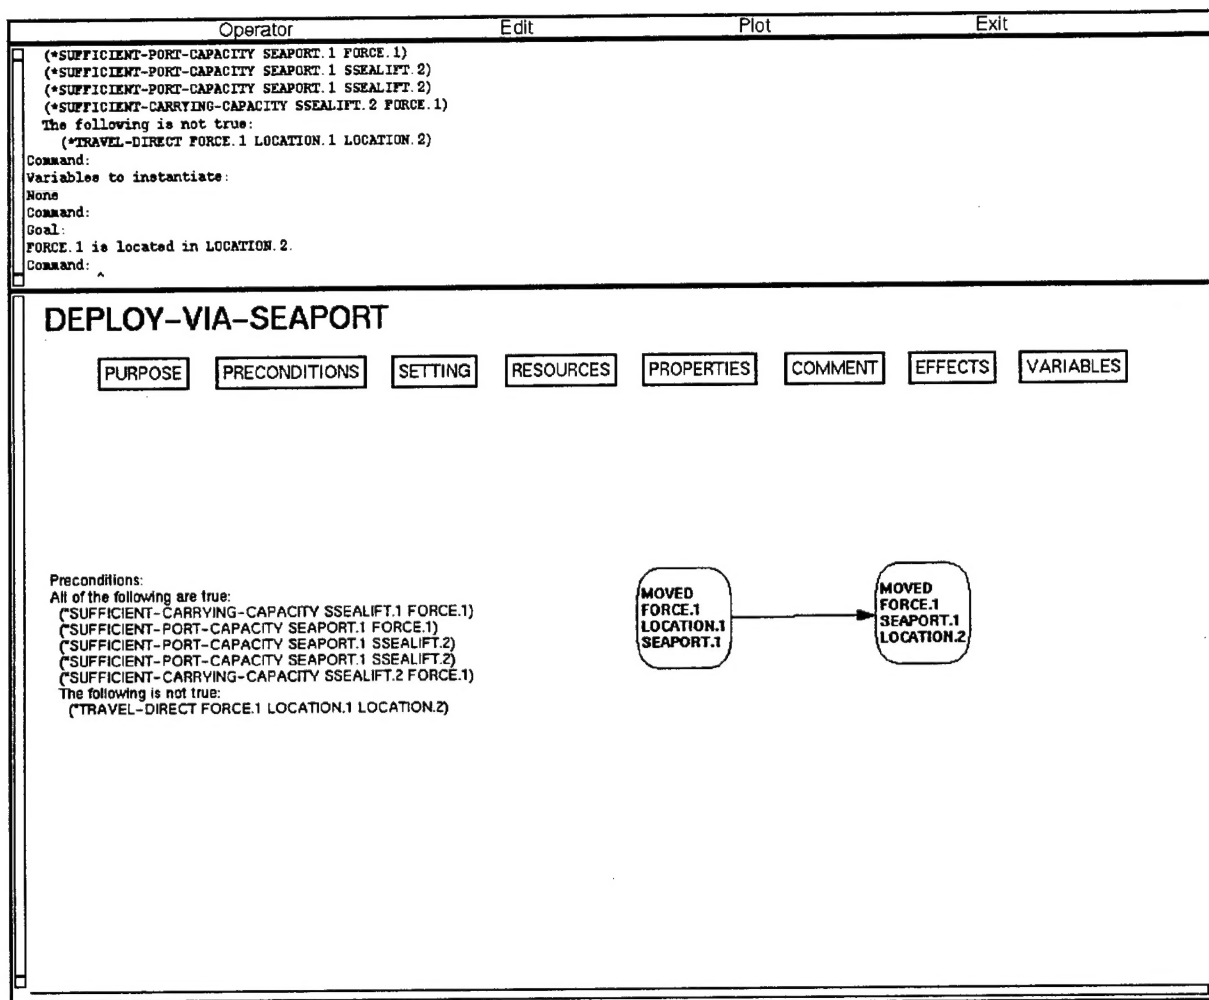 Operator Edit Plot Exit
(*SUFFICIENT-PORT-CAPACITY SEAPORT.1 FORCE.1)
(*SUFFICIENT-PORT-CAPACITY SEAPORT.1 SSEALIFT.2)
(*SUFFICIENT-PORT-CAPACITY SEAPORT.1 SSEALIFT.2)
(*SUFFICIENT-CARRYING-CAPACITY SSEALIFT.2 FORCE.1)
The following is not true:
(*TRAVEL-DIRECT FORCE.1 LOCATION.1 LOCATION.2)
Command:
Variables to instantiate:
None
Command:
Goal:
FORCE.1 is located in LOCATION.2.
Command:
DEPLOY-VIA-SEAPORT
PURPOSE PRECONDITIONS SETTING RESOURCES PROPERTIES COMMENT EFFECTS VARIABLES
Preconditions:
All of the following are true:
(*SUFFICIENT-CARRYING-CAPACITY SSEALIFT.1 FORCE.1)
(*SUFFICIENT-PORT-CAPACITY SEAPORT.1 FORCE.1)
(*SUFFICIENT-PORT-CAPACITY SEAPORT.1 SSEALIFT.2)
(*SUFFICIENT-PORT-CAPACITY SEAPORT.1 SSEALIFT.2)
(*SUFFICIENT-CARRYING-CAPACITY SSEALIFT.2 FORCE.1)
The following is not true:
(*TRAVEL-DIRECT FORCE.1 LOCATION.1 LOCATION.2)
MOVED
FORCE.1
LOCATION.1
SEAPORT.1
MOVED
FORCE.1
SEAPORT.1
LOCATION.2